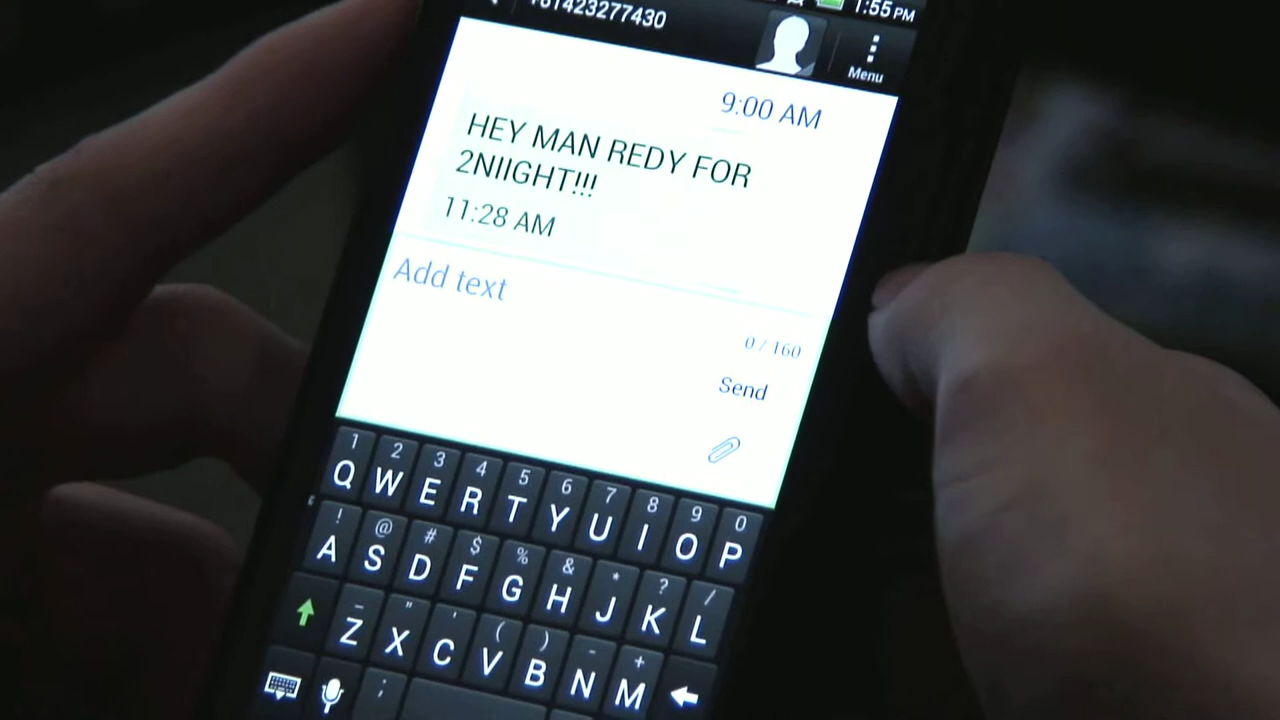 61423277430
1:55 PM
Menu
9:00 AM
HEY MAN REDY FOR
2NIIGHT!!!
11:28 AM
Add text
0 / 160
Send
1 2 3 4 5 6 7 8 9 0
Q W E R T Y U I O P
! @ # $ % & * ? /
A S D F G H J K L
_ " ' ( ) - +
Z X C V B N M
;